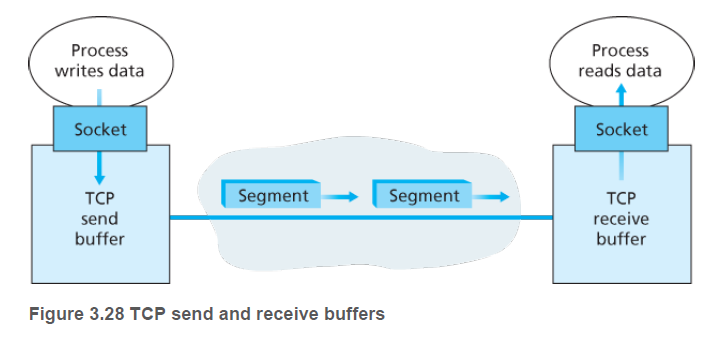 Process
writes data
Process
reads data
Socket
Socket
TCP
send
buffer
Segment
Segment
TCP
receive
buffer
Figure 3.28 TCP send and receive buffers